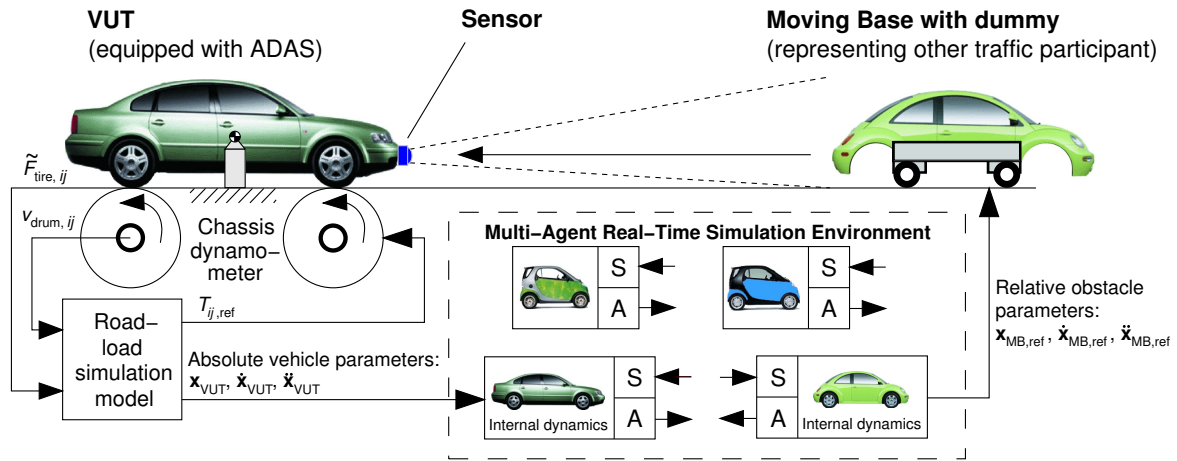 VUT
(equipped with ADAS)
Sensor
Moving Base with dummy
(representing other traffic participant)
F̃tire, ij
vdrum, ij
Chassis
dynamo-
meter
Tij,ref
Road-
load
simulation
model
Absolute vehicle parameters:
xVUT, ẋVUT, ẍVUT
Multi-Agent Real-Time Simulation Environment
S
A
S
A
S
A
Internal dynamics
S
A
Internal dynamics
Relative obstacle
parameters:
xMB,ref , ẋMB,ref , ẍMB,ref